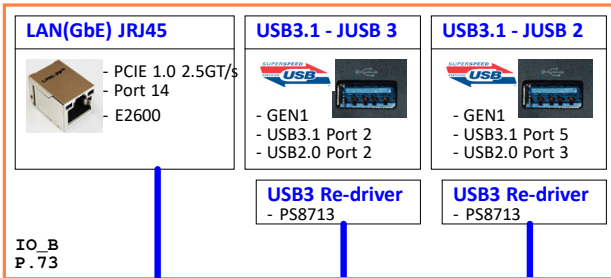 LAN(GbE) JRJ45
- PCIE 1.0 2.5GT/s
- Port 14
- E2600
USB3.1 - JUSB 3
SUPERSPEED
USB
- GEN1
- USB3.1 Port 2
- USB2.0 Port 2
USB3 Re-driver
- PS8713
USB3.1 - JUSB 2
SUPERSPEED
USB
- GEN1
- USB3.1 Port 5
- USB2.0 Port 3
USB3 Re-driver
- PS8713
IO_B
P.73